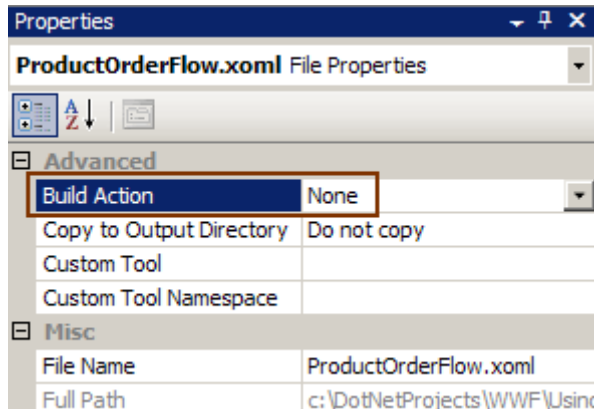 Properties
ProductOrderFlow.xoml File Properties
A
Z
Advanced
Build Action None
Copy to Output Directory Do not copy
Custom Tool
Custom Tool Namespace
Misc
File Name ProductOrderFlow.xoml
Full Path c:\DotNetProjects\WWF\Using